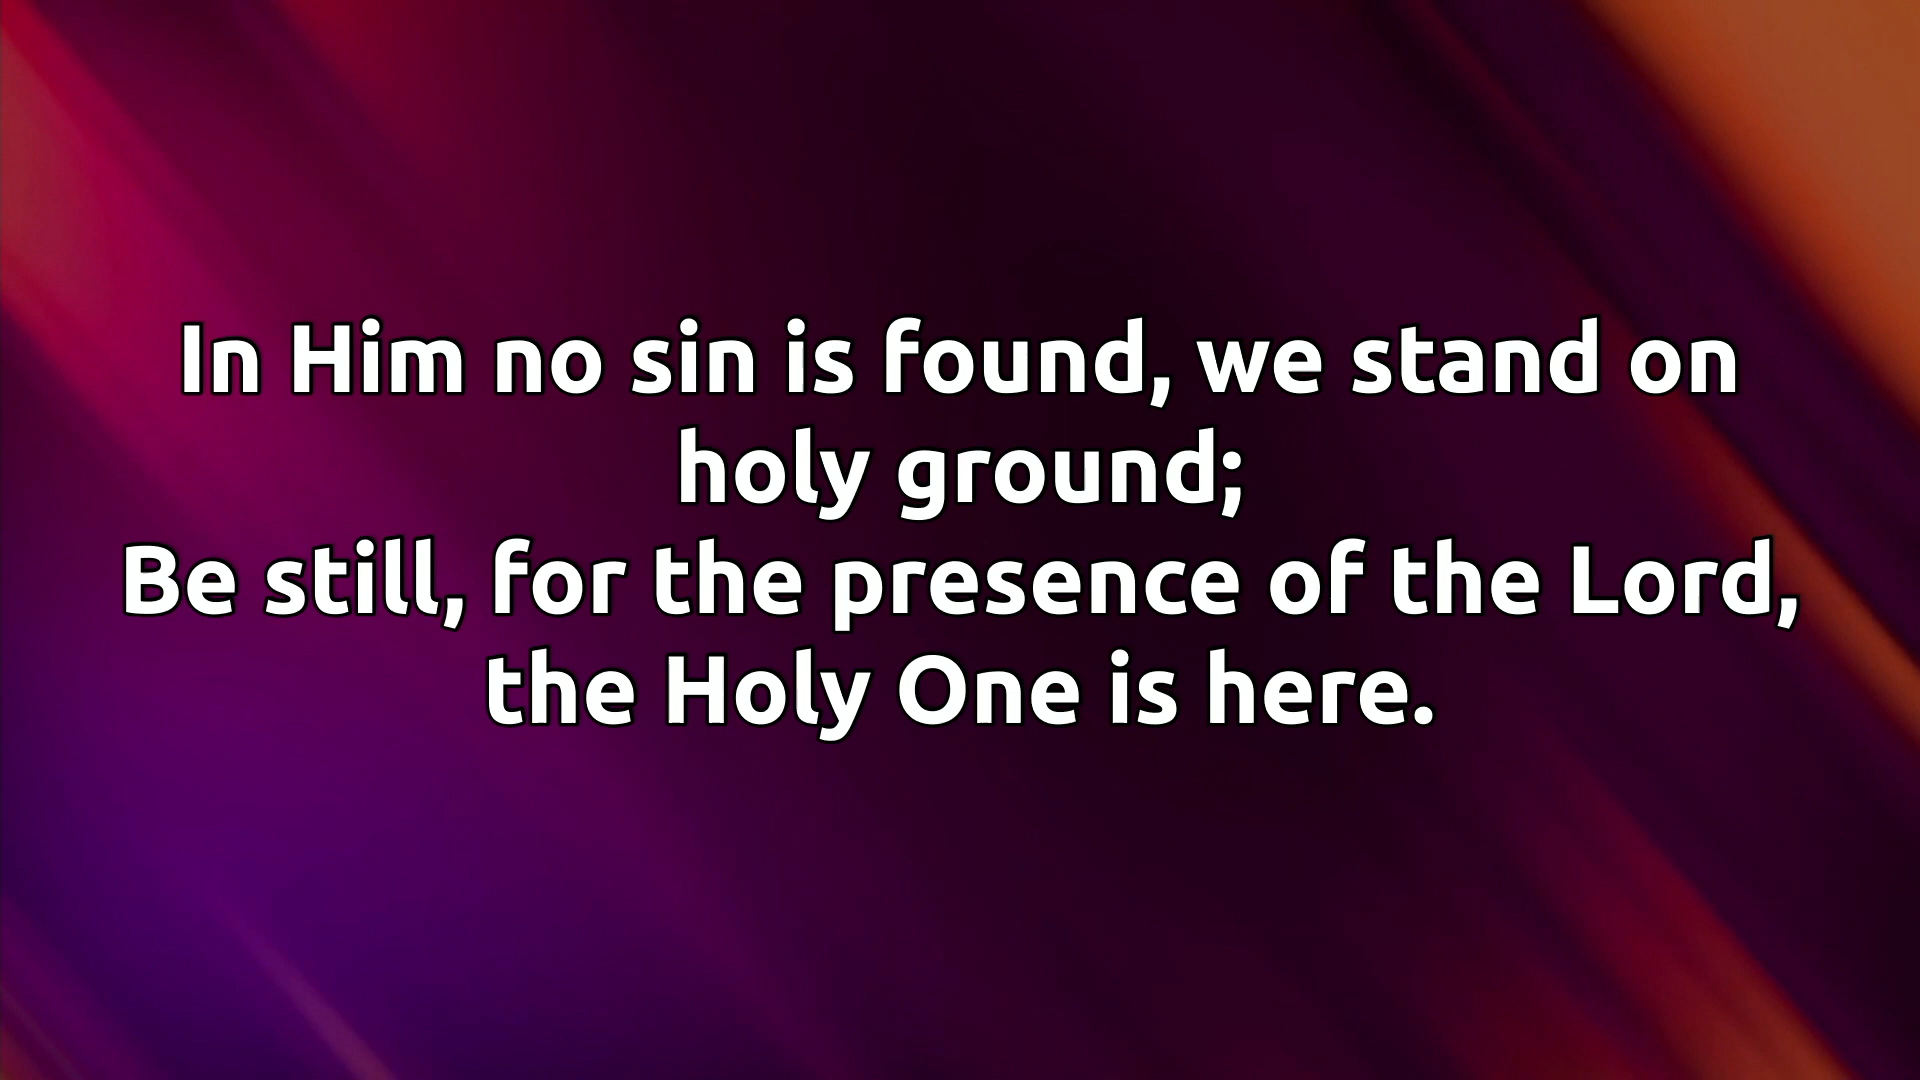 In Him no sin is found, we stand on
holy ground;
Be still, for the presence of the Lord,
the Holy One is here.